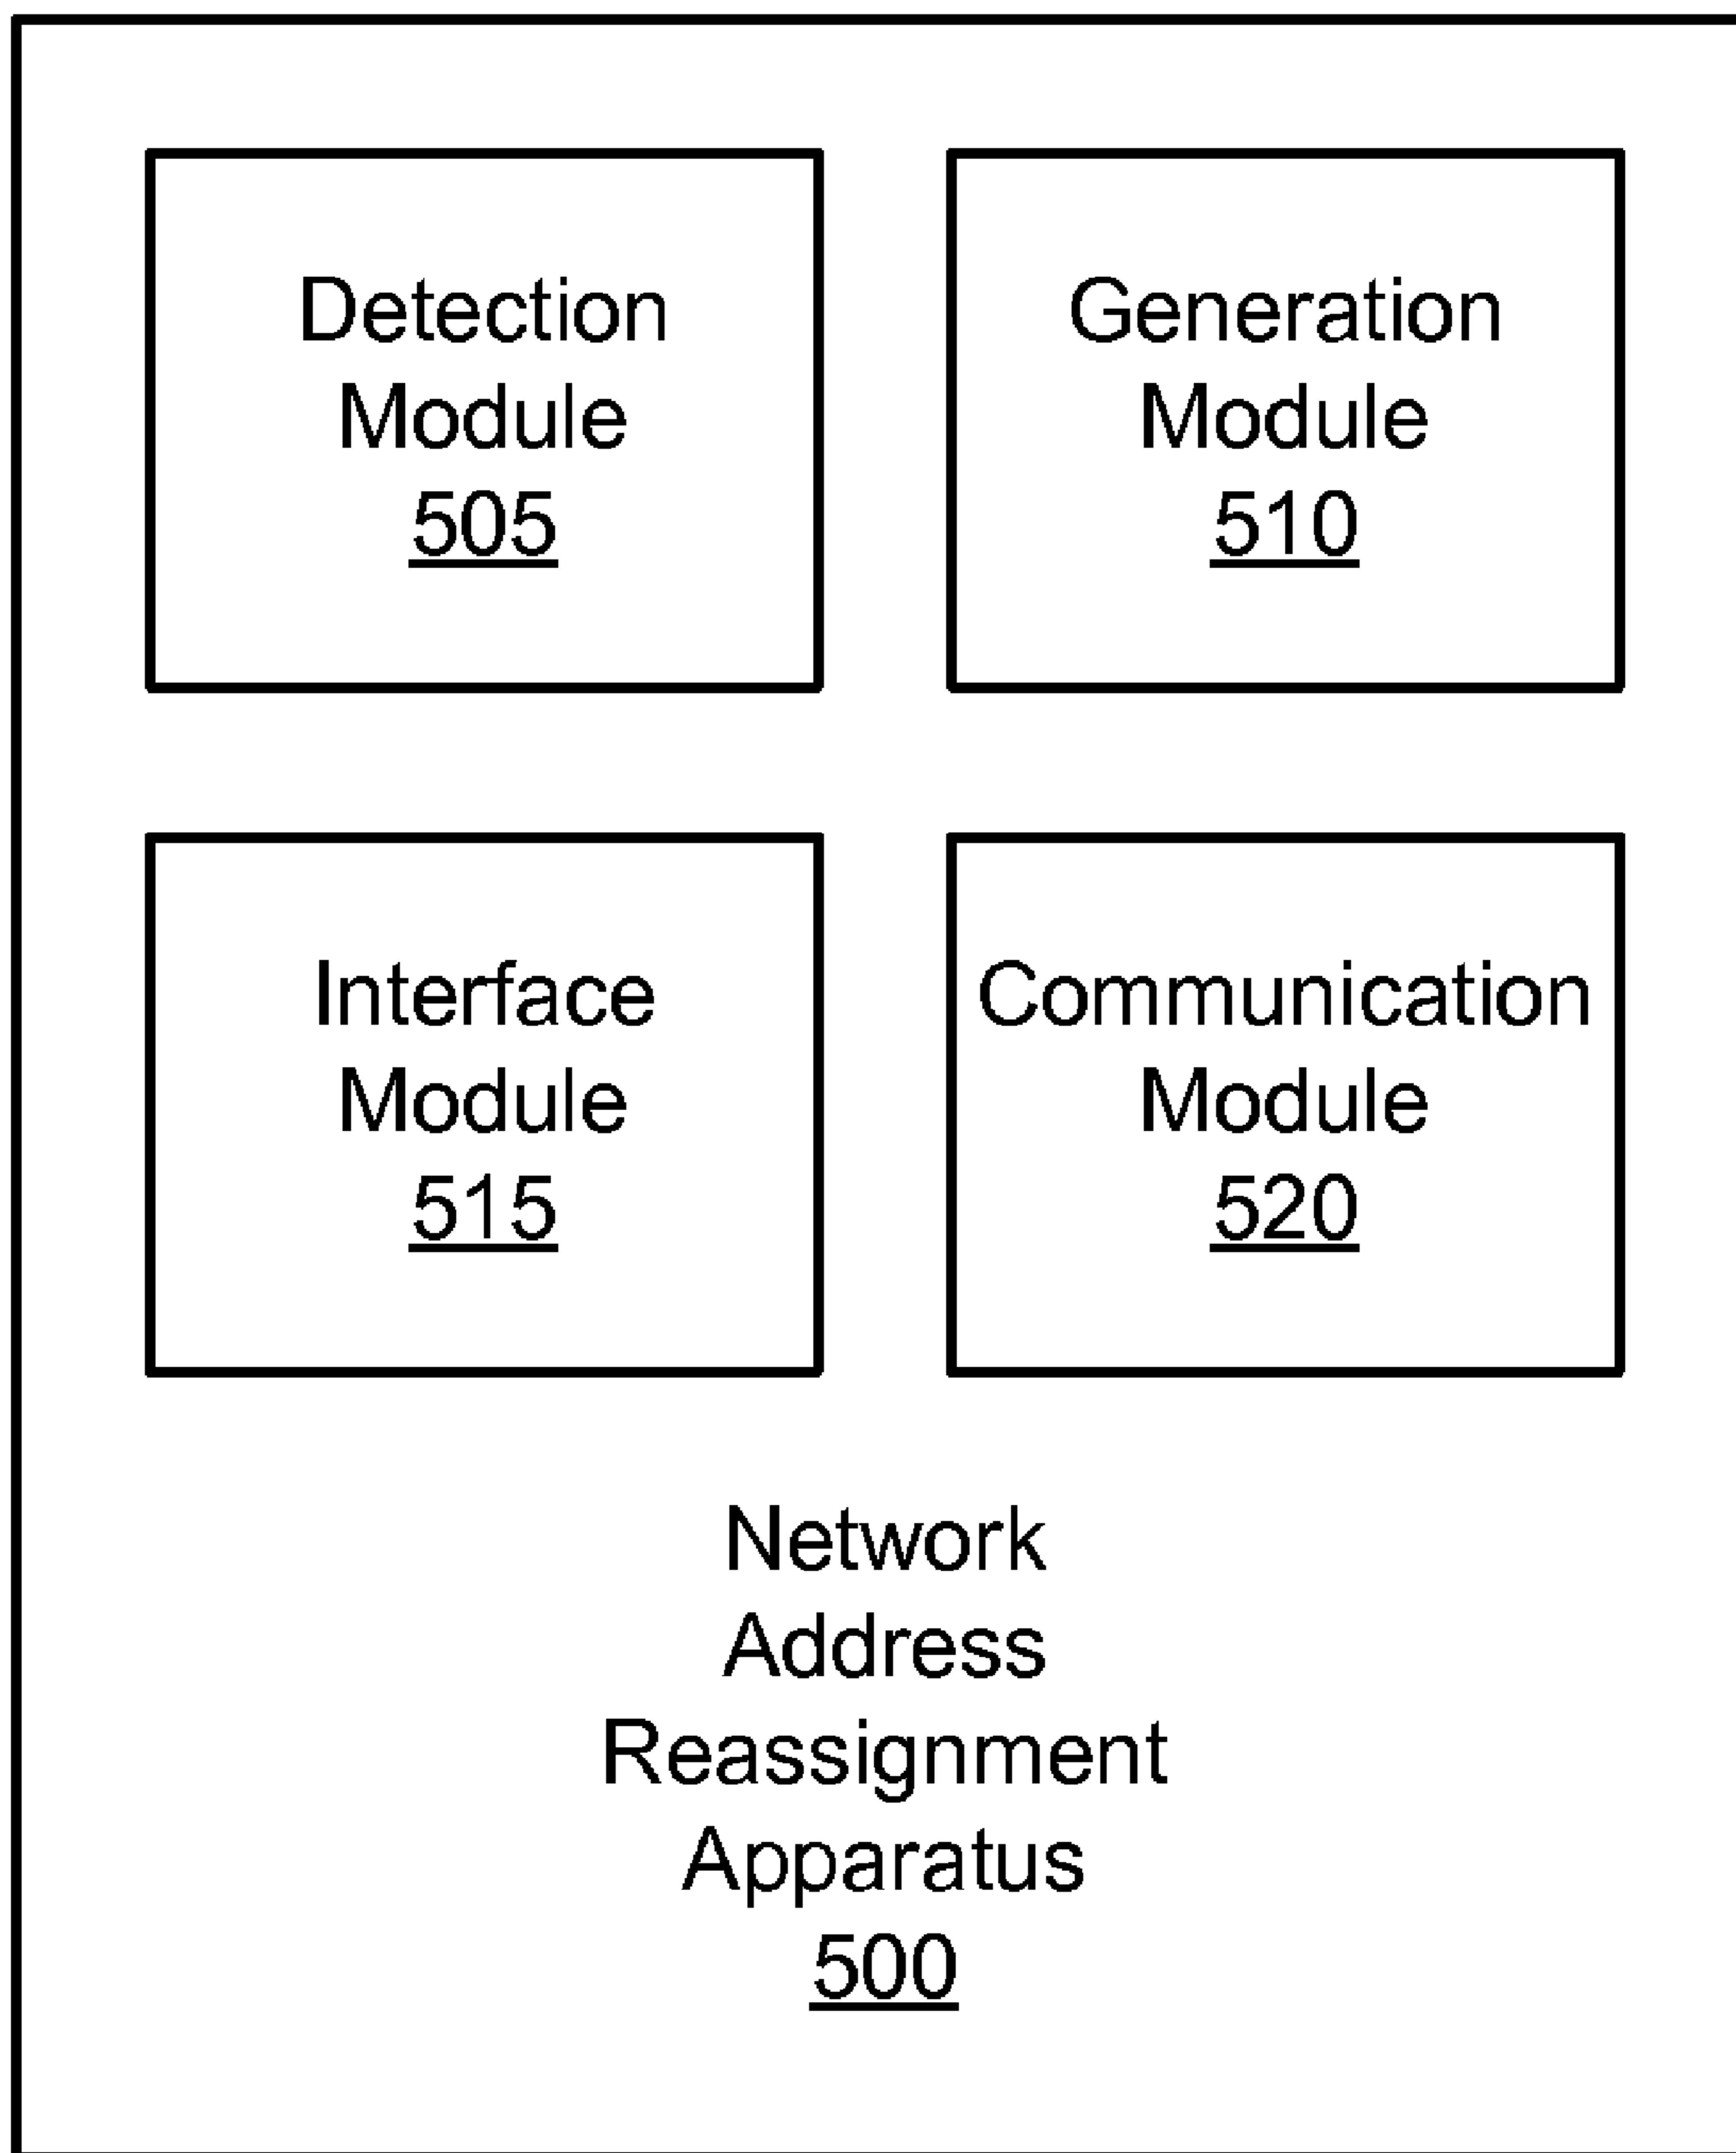 Detection
Module
505
Generation
Module
510
Interface
Module
515
Communication
Module
520
Network
Address
Reassignment
Apparatus
500